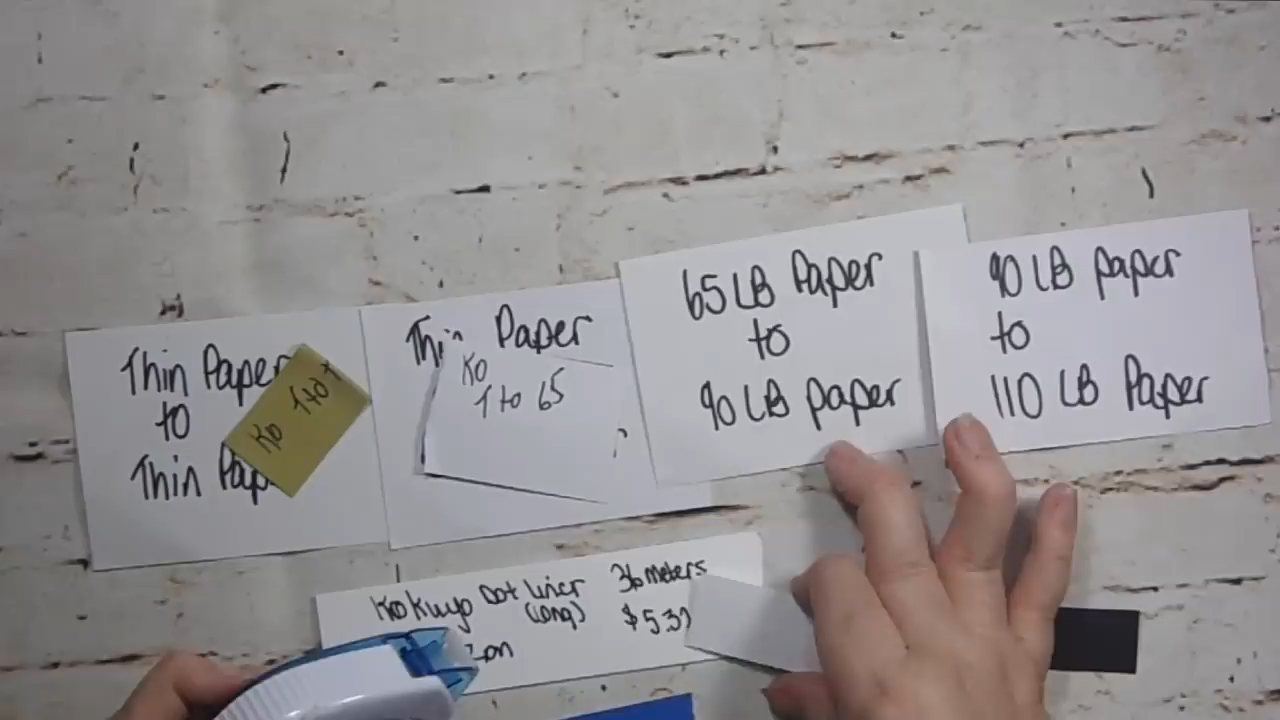 Thin Paper
to
Thin Pap
KO 1 to 1
Thin Paper
KO
1 to 65
65 LB Paper
to
90 LB paper
90 LB paper
to
110 LB Paper
Kokuyo Dot Liner 36 meters
(long) $5.39